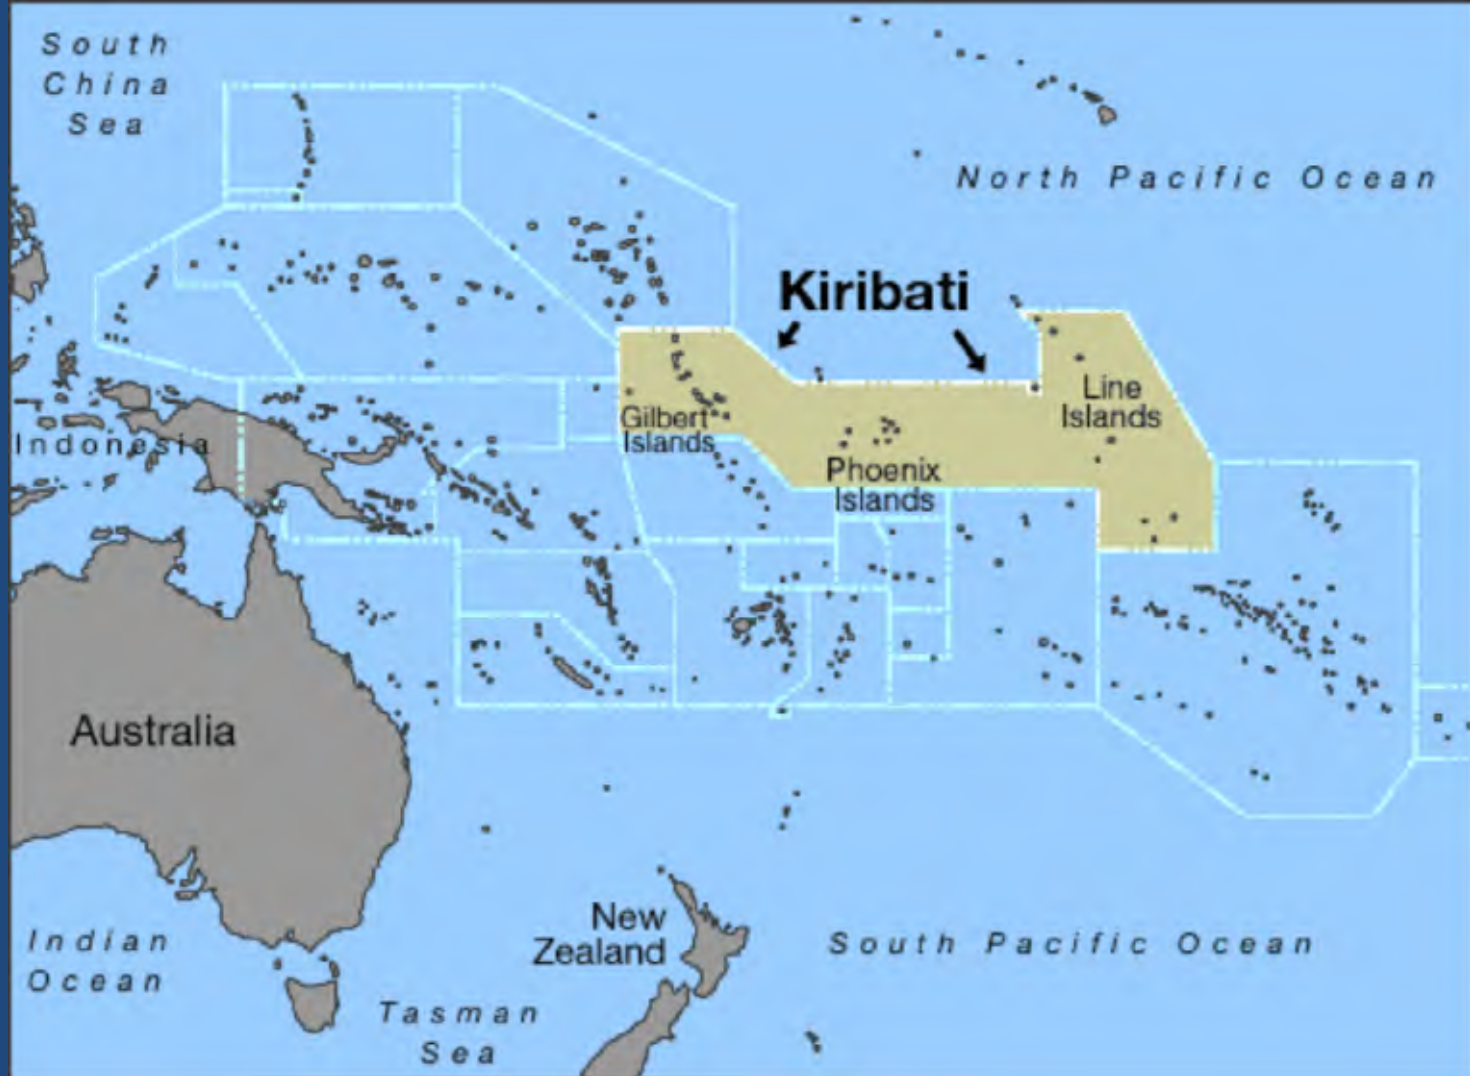 South
China
Sea
North Pacific Ocean
Kiribati
Line
Islands
Gilbert
Islands
Indonesia
Phoenix
Islands
Australia
New
Zealand
Indian
Ocean
South Pacific Ocean
Tasman
Sea